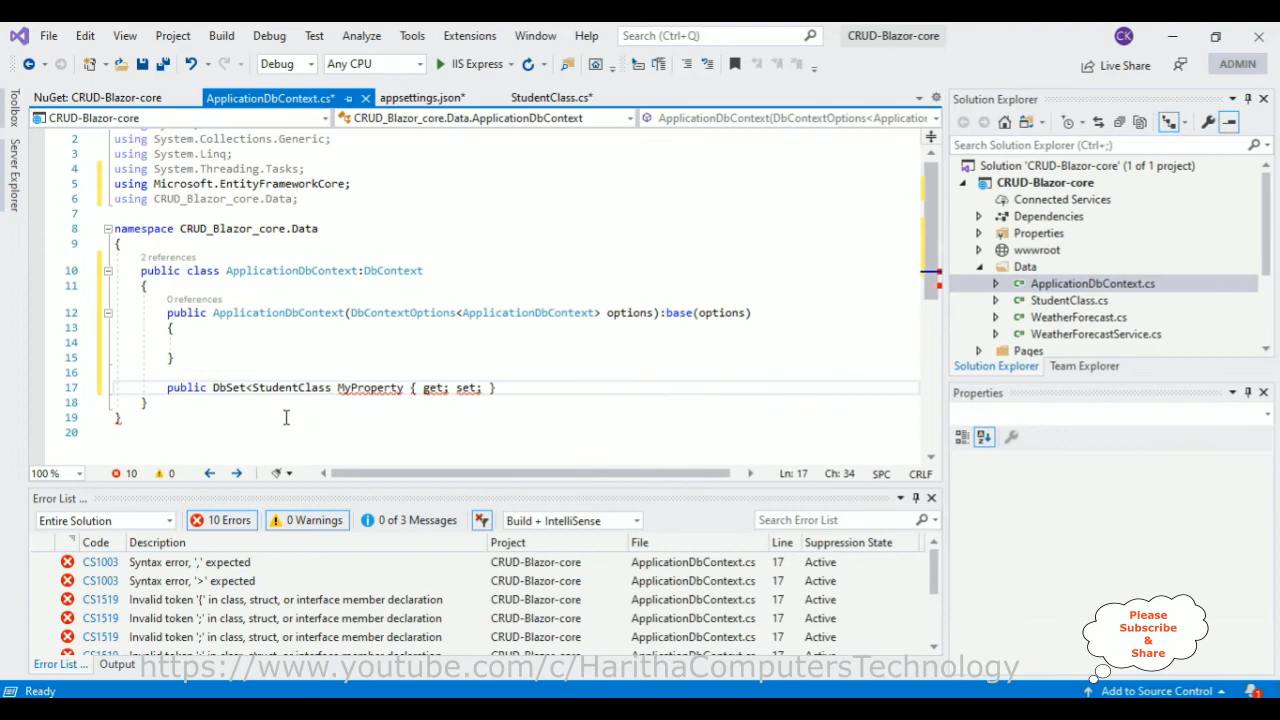 File Edit View Project Build Debug Test Analyze Tools Extensions Window Help Search (Ctrl+Q) CRUD-Blazor-core CK
Debug Any CPU IIS Express Live Share ADMIN
NuGet: CRUD-Blazor-core ApplicationDbContext.cs* appsettings.json* StudentClass.cs*
CRUD-Blazor-core CRUD_Blazor_core.Data.ApplicationDbContext ApplicationDbContext(DbContextOptions<Application
Toolbox
Server Explorer
2 using System.Collections.Generic;
3 using System.Linq;
4 using System.Threading.Tasks;
5 using Microsoft.EntityFrameworkCore;
6 using CRUD_Blazor_core.Data;
7
8 namespace CRUD_Blazor_core.Data
9 {
2 references
10 public class ApplicationDbContext:DbContext
11 {
0 references
12 public ApplicationDbContext(DbContextOptions<ApplicationDbContext> options):base(options)
13 {
14
15 }
16
17 public DbSet<StudentClass MyProperty { get; set; }
18 }
19 }
20
100 % 10 0 Ln: 17 Ch: 34 SPC CRLF
Error List ...
Entire Solution 10 Errors 0 Warnings 0 of 3 Messages Build + IntelliSense Search Error List
Code Description Project File Line Suppression State
CS1003 Syntax error, ',' expected CRUD-Blazor-core ApplicationDbContext.cs 17 Active
CS1003 Syntax error, '>' expected CRUD-Blazor-core ApplicationDbContext.cs 17 Active
CS1519 Invalid token '{' in class, struct, or interface member declaration CRUD-Blazor-core ApplicationDbContext.cs 17 Active
CS1519 Invalid token ';' in class, struct, or interface member declaration CRUD-Blazor-core ApplicationDbContext.cs 17 Active
CS1519 Invalid token ';' in class, struct, or interface member declaration CRUD-Blazor-core ApplicationDbContext.cs 17 Active
Error List ... Output
https://www.youtube.com/c/HarithaComputersTechnology
Ready Add to Source Control 1
Solution Explorer
Search Solution Explorer (Ctrl+;)
Solution 'CRUD-Blazor-core' (1 of 1 project)
CRUD-Blazor-core
Connected Services
Dependencies
Properties
wwwroot
Data
ApplicationDbContext.cs
StudentClass.cs
WeatherForecast.cs
WeatherForecastService.cs
Pages
Solution Explorer Team Explorer
Properties
Please
Subscribe
&
Share